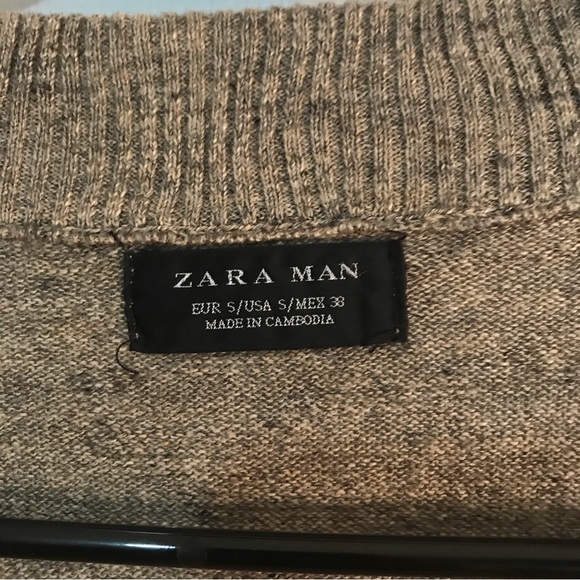 ZARA MAN
EUR S/USA S/MEX 38
MADE IN CAMBODIA